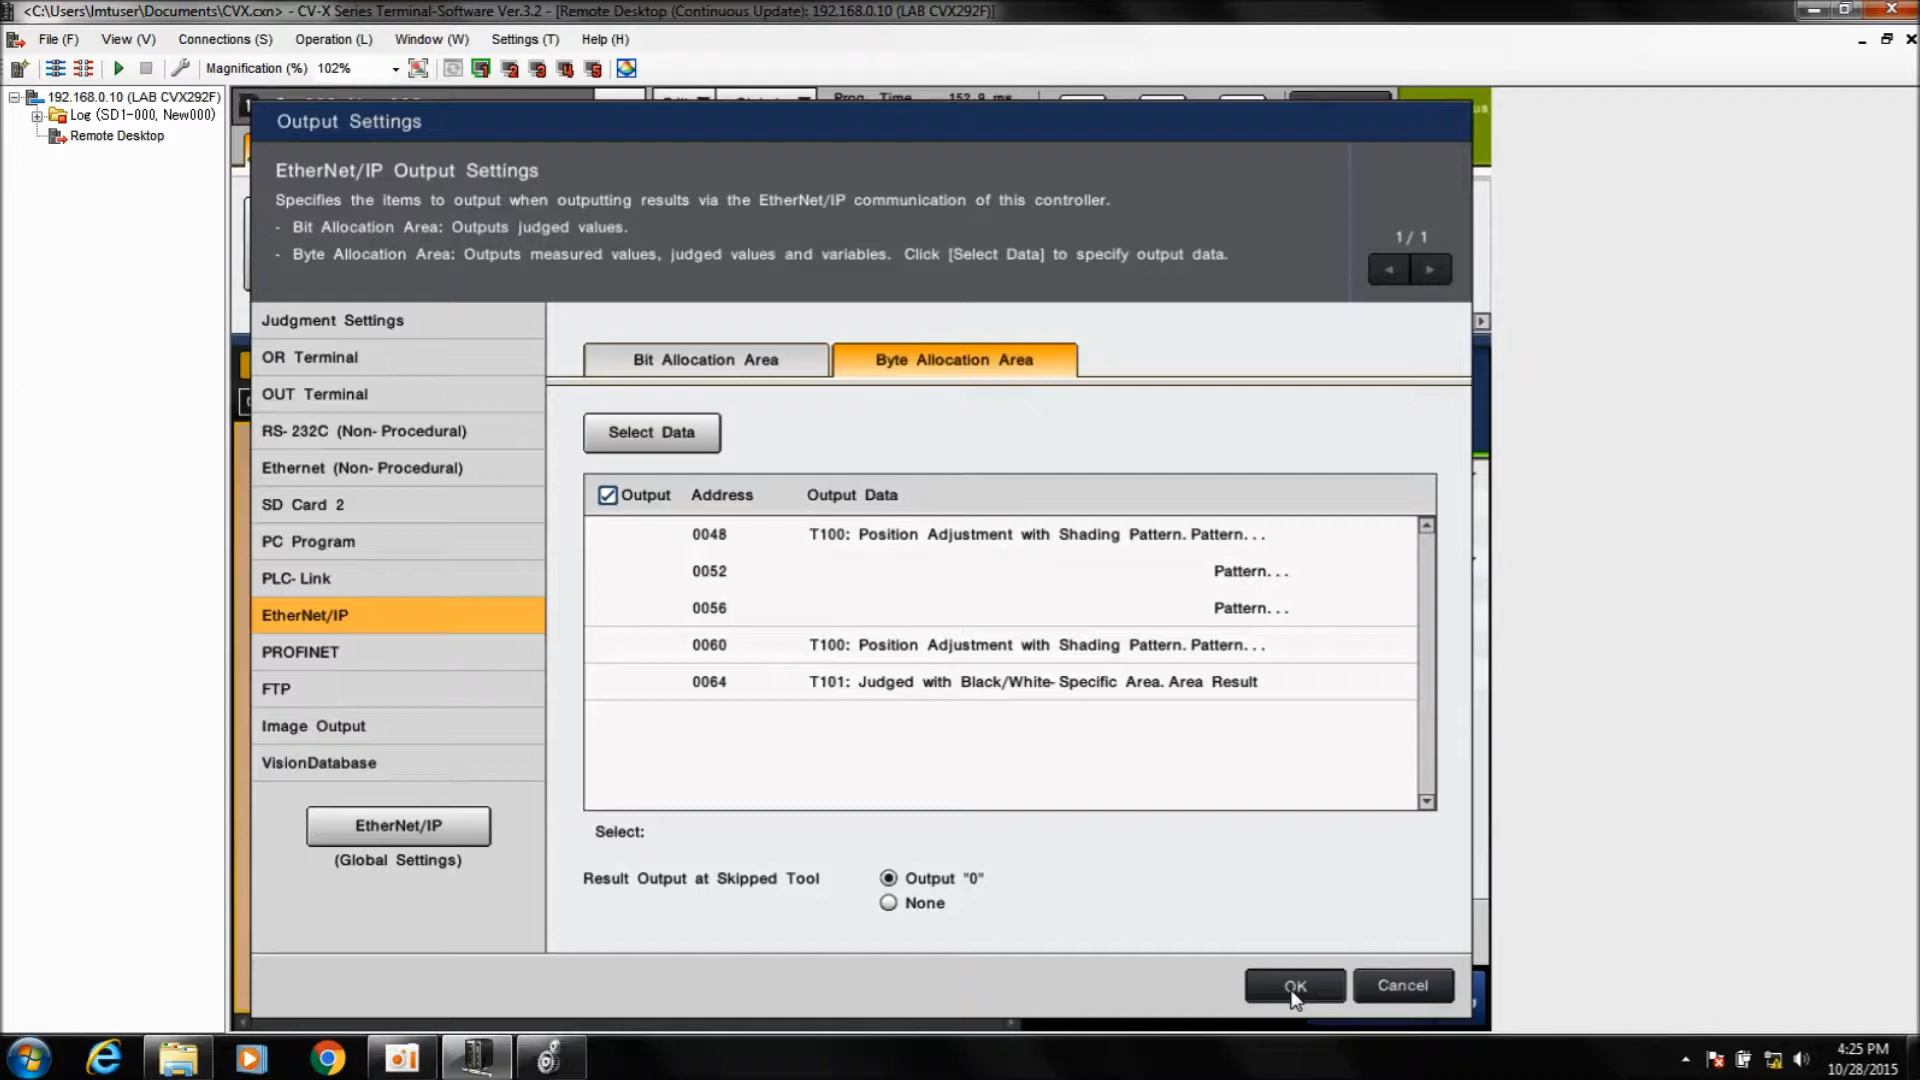 <C:\Users\lmtuser\Documents\CVX.cxn> - CV-X Series Terminal-Software Ver.3.2 - [Remote Desktop (Continuous Update): 192.168.0.10 (LAB CVX292F)]
File (F) View (V) Connections (S) Operation (L) Window (W) Settings (T) Help (H)
Magnification (%) 102%
192.168.0.10 (LAB CVX292F)
Log (SD1-000, New000)
Remote Desktop
Prog. Time 152.9 ms
Output Settings
EtherNet/IP Output Settings
Specifies the items to output when outputting results via the EtherNet/IP communication of this controller.
- Bit Allocation Area: Outputs judged values.
- Byte Allocation Area: Outputs measured values, judged values and variables. Click [Select Data] to specify output data.
1/ 1
Judgment Settings
OR Terminal
OUT Terminal
RS-232C (Non-Procedural)
Ethernet (Non-Procedural)
SD Card 2
PC Program
PLC-Link
EtherNet/IP
PROFINET
FTP
Image Output
VisionDatabase
EtherNet/IP
(Global Settings)
Bit Allocation Area Byte Allocation Area
Select Data
Output Address Output Data
0048 T100: Position Adjustment with Shading Pattern. Pattern...
0052 Pattern...
0056 Pattern...
0060 T100: Position Adjustment with Shading Pattern. Pattern...
0064 T101: Judged with Black/White-Specific Area. Area Result
Select:
Result Output at Skipped Tool Output "0"
None
OK Cancel
4:25 PM
10/28/2015